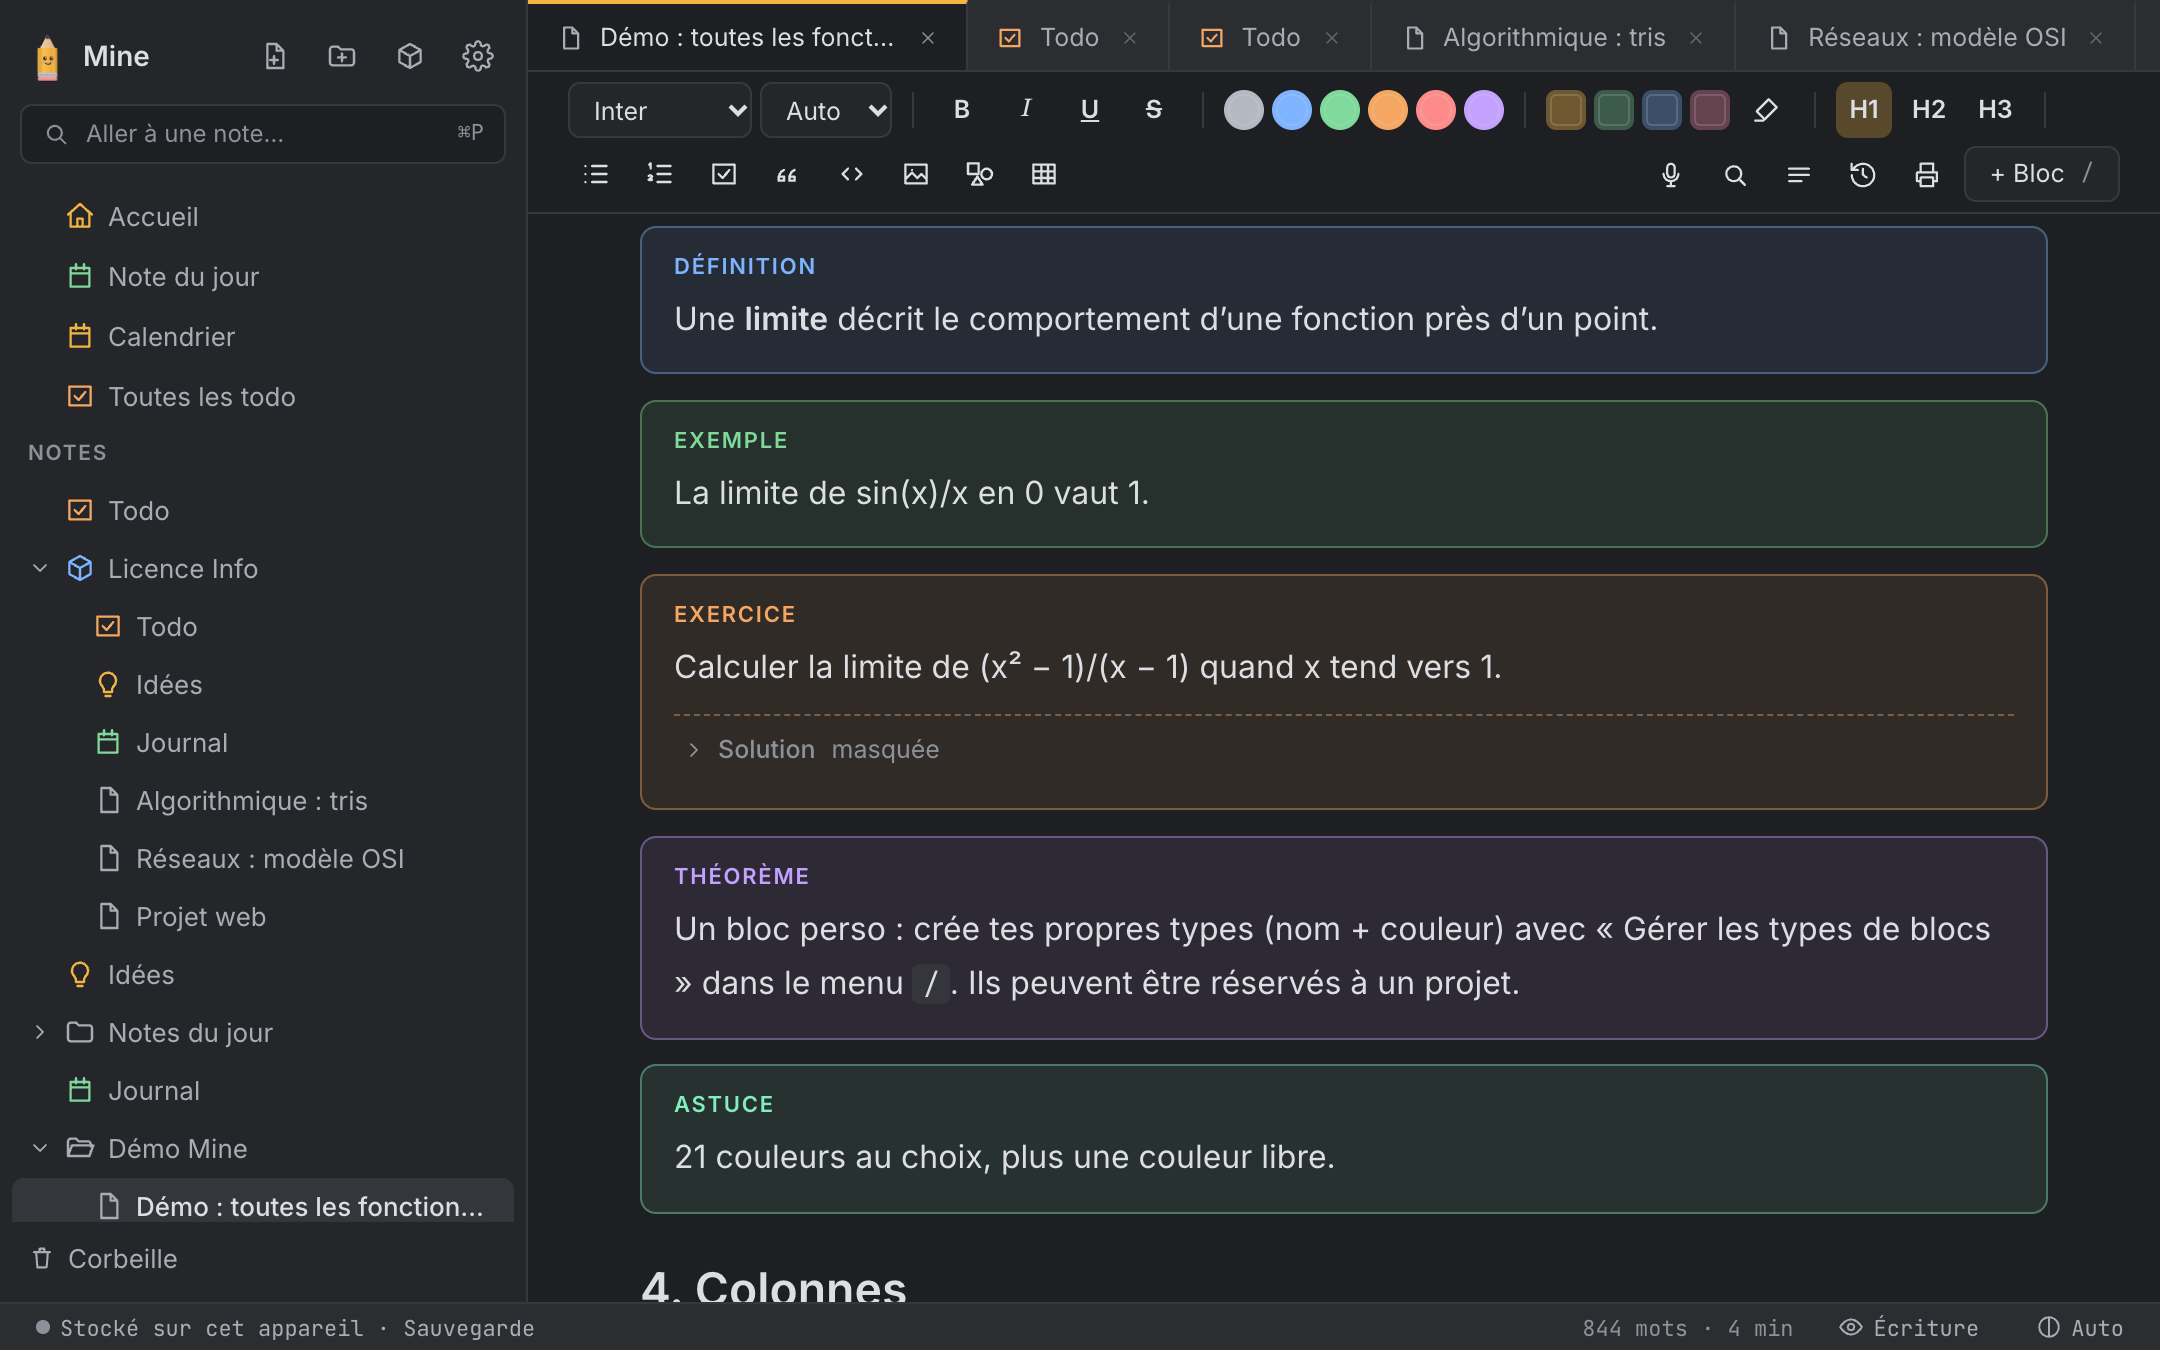 Mine
Aller à une note... ⌘P
Accueil
Note du jour
Calendrier
Toutes les todo
NOTES
Todo
Licence Info
Todo
Idées
Journal
Algorithmique : tris
Réseaux : modèle OSI
Projet web
Idées
Notes du jour
Journal
Démo Mine
Démo : toutes les fonction...
Corbeille
Démo : toutes les fonct... Todo Todo Algorithmique : tris Réseaux : modèle OSI
Inter Auto B I U S H1 H2 H3
+ Bloc /
DÉFINITION
Une limite décrit le comportement d’une fonction près d’un point.
EXEMPLE
La limite de sin(x)/x en 0 vaut 1.
EXERCICE
Calculer la limite de (x² − 1)/(x − 1) quand x tend vers 1.
Solution masquée
THÉORÈME
Un bloc perso : crée tes propres types (nom + couleur) avec « Gérer les types de blocs
» dans le menu / . Ils peuvent être réservés à un projet.
ASTUCE
21 couleurs au choix, plus une couleur libre.
4. Colonnes
Stocké sur cet appareil · Sauvegarde
844 mots · 4 min Écriture Auto